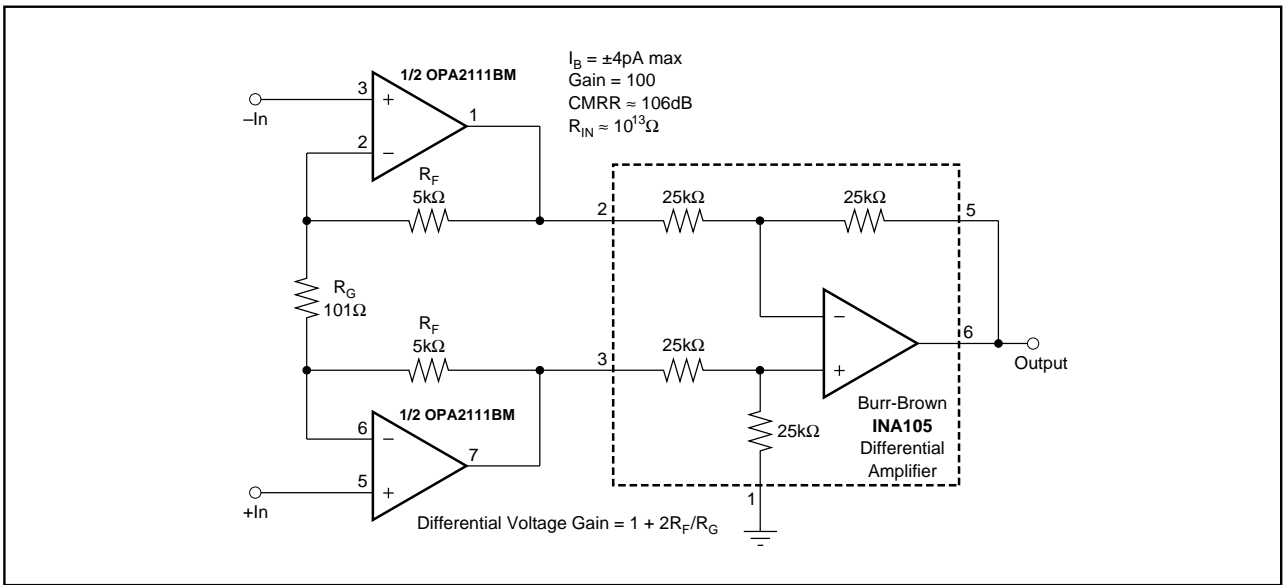 1/2 OPA2111BM
I_B = ±4pA max
Gain = 100
CMRR ≈ 106dB
R_IN ≈ 10^13Ω
3
+
–In
1
2
–
R_F
5kΩ
2
25kΩ
25kΩ
5
R_G
101Ω
–
6
R_F
5kΩ
3
25kΩ
+
Output
1/2 OPA2111BM
Burr-Brown
INA105
Differential
Amplifier
6
–
7
25kΩ
5
+
+In
1
Differential Voltage Gain = 1 + 2R_F/R_G